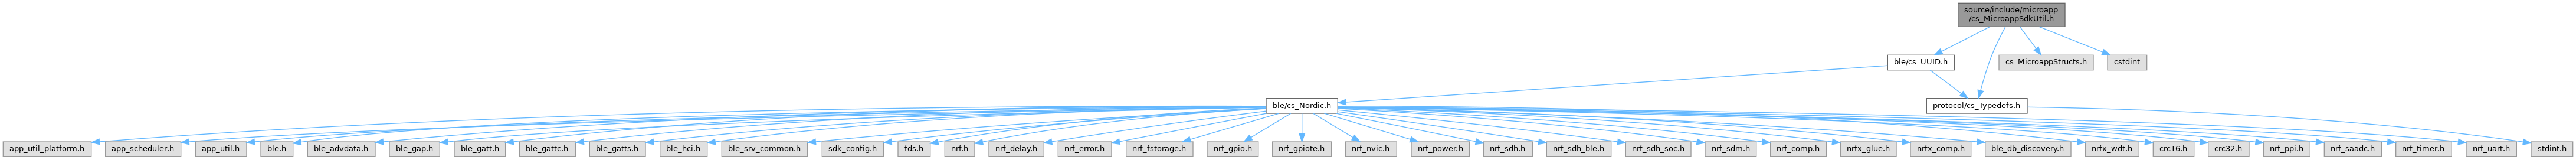 source/include/microapp
/cs_MicroappSdkUtil.h
ble/cs_UUID.h
cs_MicroappStructs.h
cstdint
ble/cs_Nordic.h
protocol/cs_Typedefs.h
app_util_platform.h
app_scheduler.h
app_util.h
ble.h
ble_advdata.h
ble_gap.h
ble_gatt.h
ble_gattc.h
ble_gatts.h
ble_hci.h
ble_srv_common.h
sdk_config.h
fds.h
nrf.h
nrf_delay.h
nrf_error.h
nrf_fstorage.h
nrf_gpio.h
nrf_gpiote.h
nrf_nvic.h
nrf_power.h
nrf_sdh.h
nrf_sdh_ble.h
nrf_sdh_soc.h
nrf_sdm.h
nrf_comp.h
nrfx_glue.h
nrfx_comp.h
ble_db_discovery.h
nrfx_wdt.h
crc16.h
crc32.h
nrf_ppi.h
nrf_saadc.h
nrf_timer.h
nrf_uart.h
stdint.h